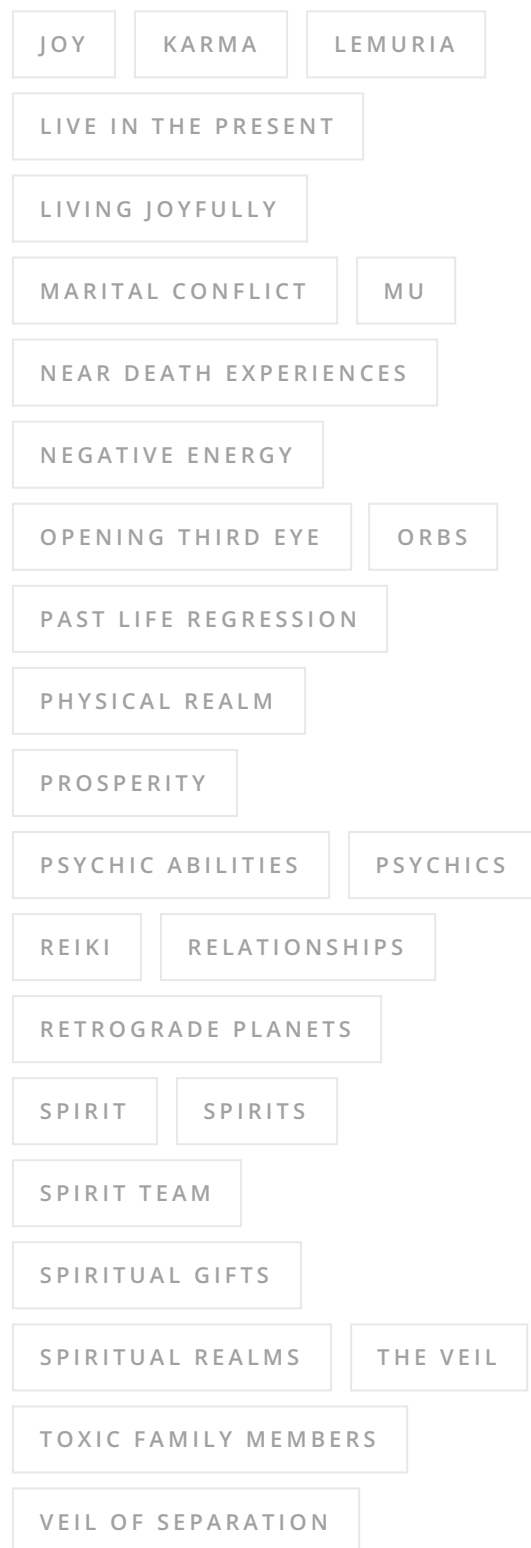 JOY KARMA LEMURIA
LIVE IN THE PRESENT
LIVING JOYFULLY
MARITAL CONFLICT MU
NEAR DEATH EXPERIENCES
NEGATIVE ENERGY
OPENING THIRD EYE ORBS
PAST LIFE REGRESSION
PHYSICAL REALM
PROSPERITY
PSYCHIC ABILITIES PSYCHICS
REIKI RELATIONSHIPS
RETROGRADE PLANETS
SPIRIT SPIRITS
SPIRIT TEAM
SPIRITUAL GIFTS
SPIRITUAL REALMS THE VEIL
TOXIC FAMILY MEMBERS
VEIL OF SEPARATION